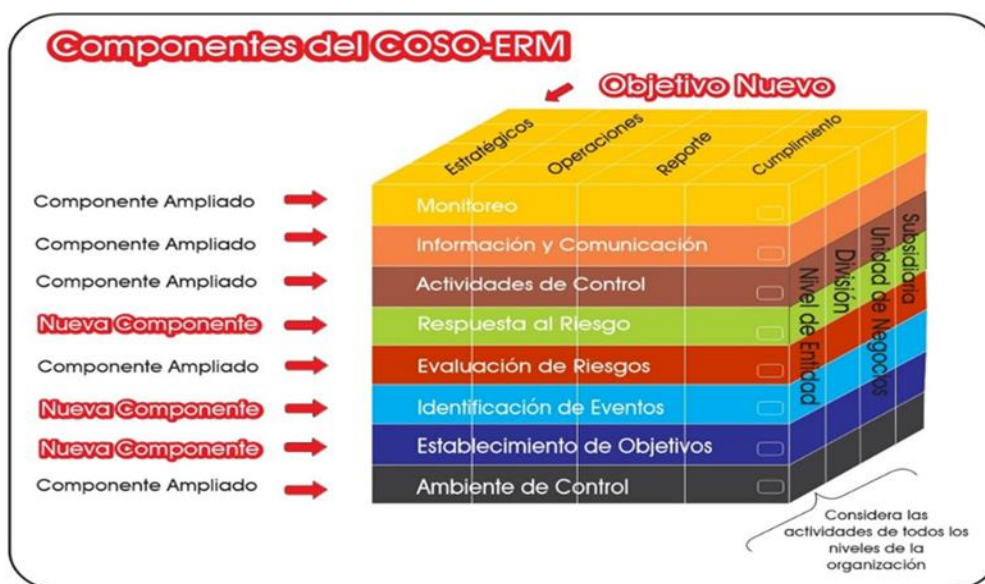 Componentes del COSO-ERM
Objetivo Nuevo
Estratégicos
Operaciones
Reporte
Cumplimiento
Componente Ampliado
Monitoreo
Componente Ampliado
Información y Comunicación
Componente Ampliado
Actividades de Control
Nueva Componente
Respuesta al Riesgo
Componente Ampliado
Evaluación de Riesgos
Nueva Componente
Identificación de Eventos
Nueva Componente
Establecimiento de Objetivos
Componente Ampliado
Ambiente de Control
Nivel de Entidad
División
Unidad de Negocios
Subsidiaria
Considera las
actividades de todos los
niveles de la
organización